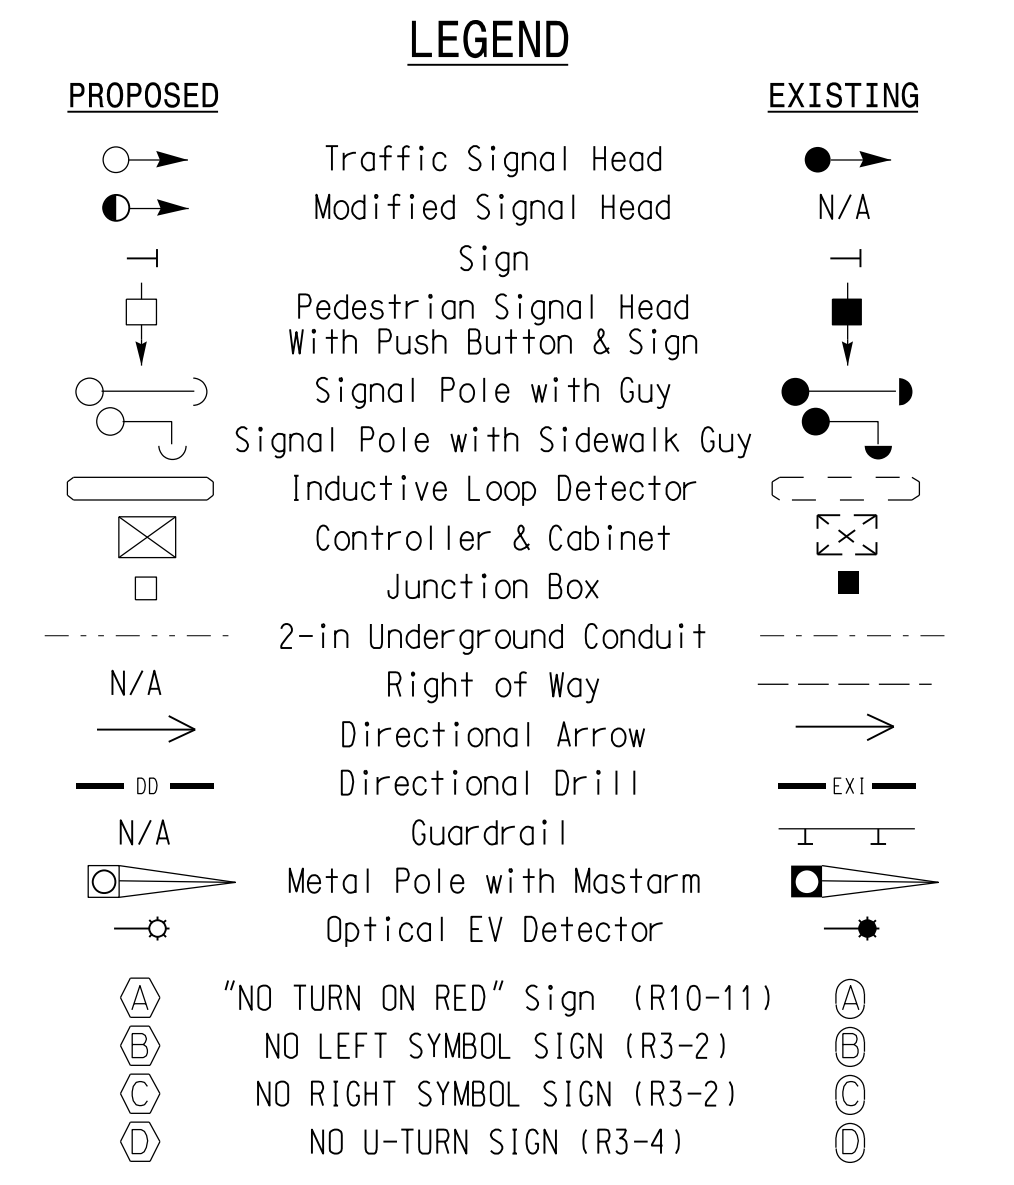 LEGEND
PROPOSED EXISTING
Traffic Signal Head
Modified Signal Head N/A
Sign
Pedestrian Signal Head
With Push Button & Sign
Signal Pole with Guy
Signal Pole with Sidewalk Guy
Inductive Loop Detector
Controller & Cabinet
Junction Box
2-in Underground Conduit
N/A Right of Way
Directional Arrow
DD Directional Drill EXI
N/A Guardrail
Metal Pole with Mastarm
Optical EV Detector
A "NO TURN ON RED" Sign (R10-11) A
B NO LEFT SYMBOL SIGN (R3-2) B
C NO RIGHT SYMBOL SIGN (R3-2) C
D NO U-TURN SIGN (R3-4) D